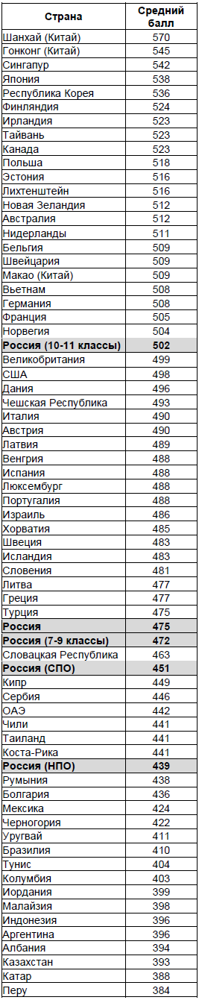 Страна Средний балл
Шанхай (Китай) 570
Гонконг (Китай) 545
Сингапур 542
Япония 538
Республика Корея 536
Финляндия 524
Ирландия 523
Тайвань 523
Канада 523
Польша 518
Эстония 516
Лихтенштейн 516
Новая Зеландия 512
Австралия 512
Нидерланды 511
Бельгия 509
Швейцария 509
Макао (Китай) 509
Вьетнам 508
Германия 508
Франция 505
Норвегия 504
Россия (10-11 классы) 502
Великобритания 499
США 498
Дания 496
Чешская Республика 493
Италия 490
Австрия 490
Латвия 489
Венгрия 488
Испания 488
Люксембург 488
Португалия 488
Израиль 486
Хорватия 485
Швеция 483
Исландия 483
Словения 481
Литва 477
Греция 477
Турция 475
Россия 475
Россия (7-9 классы) 472
Словацкая Республика 463
Россия (СПО) 451
Кипр 449
Сербия 446
ОАЭ 442
Чили 441
Таиланд 441
Коста-Рика 441
Россия (НПО) 439
Румыния 438
Болгария 436
Мексика 424
Черногория 422
Уругвай 411
Бразилия 410
Тунис 404
Колумбия 403
Иордания 399
Малайзия 398
Индонезия 396
Аргентина 396
Албания 394
Казахстан 393
Катар 388
Перу 384